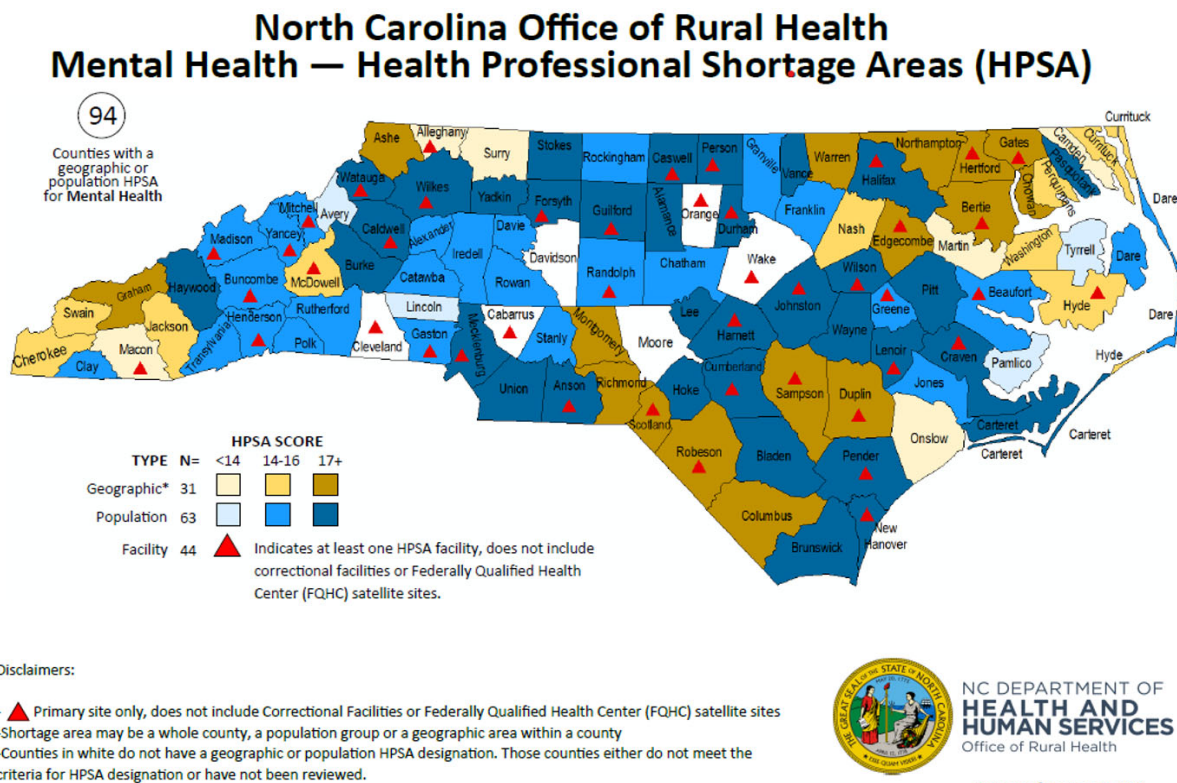 North Carolina Office of Rural Health
Mental Health — Health Professional Shortage Areas (HPSA)
94
Counties with a
geographic or
population HPSA
for Mental Health
Currituck
Ashe
Alleghany
Surry
Stokes
Rockingham
Caswell
Person
Granville
Vance
Warren
Northampton
Gates
Hertford
Camden
Currituck
Pasquotank
Perquimans
Chowan
Halifax
Watauga
Wilkes
Yadkin
Forsyth
Guilford
Alamance
Orange
Durham
Franklin
Bertie
Dare
Mitchell
Avery
Caldwell
Alexander
Davie
Iredell
Nash
Edgecombe
Martin
Washington
Tyrrell
Dare
Madison
Yancey
Burke
Davidson
Wake
Buncombe
McDowell
Catawba
Rowan
Randolph
Chatham
Wilson
Pitt
Beaufort
Hyde
Haywood
Graham
Swain
Jackson
Henderson
Rutherford
Lincoln
Cabarrus
Johnston
Greene
Dare
Cherokee
Clay
Macon
Transylvania
Polk
Cleveland
Gaston
Mecklenburg
Stanly
Montgomery
Moore
Lee
Harnett
Wayne
Lenoir
Craven
Pamlico
Hyde
Union
Anson
Richmond
Hoke
Cumberland
Sampson
Duplin
Jones
Scotland
Onslow
Carteret
Carteret
Carteret
Robeson
Bladen
Pender
Columbus
Brunswick
New
Hanover
HPSA SCORE
TYPE N= <14 14-16 17+
Geographic* 31
Population 63
Facility 44 Indicates at least one HPSA facility, does not include
correctional facilities or Federally Qualified Health
Center (FQHC) satellite sites.
Disclaimers:
Primary site only, does not include Correctional Facilities or Federally Qualified Health Center (FQHC) satellite sites
-Shortage area may be a whole county, a population group or a geographic area within a county
-Counties in white do not have a geographic or population HPSA designation. Those counties either do not meet the
criteria for HPSA designation or have not been reviewed.
THE GREAT SEAL OF THE STATE OF NORTH CAROLINA
ESSE QUAM VIDERI
NC DEPARTMENT OF
HEALTH AND
HUMAN SERVICES
Office of Rural Health